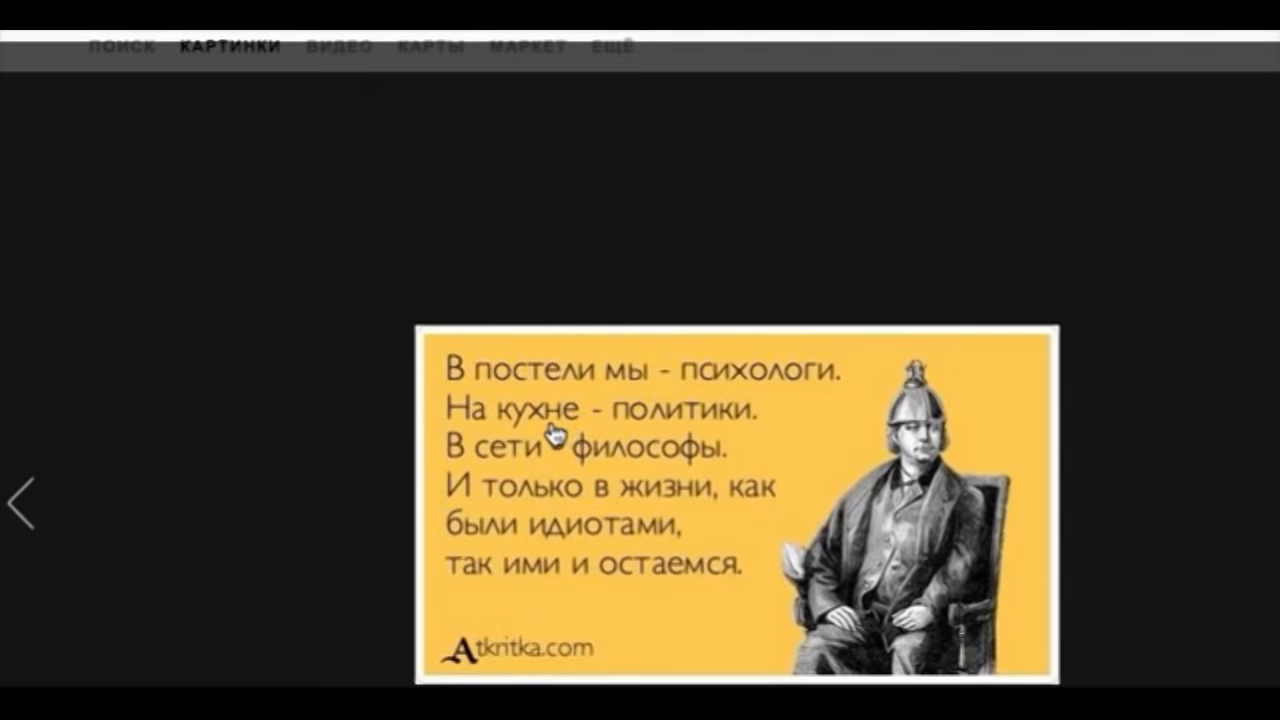 ПОИСК КАРТИНКИ ВИДЕО КАРТЫ МАРКЕТ ЕЩЁ
В постели мы - психологи.
На кухне - политики.
В сети - философы.
И только в жизни, как
были идиотами,
так ими и остаемся.
Atkritka.com